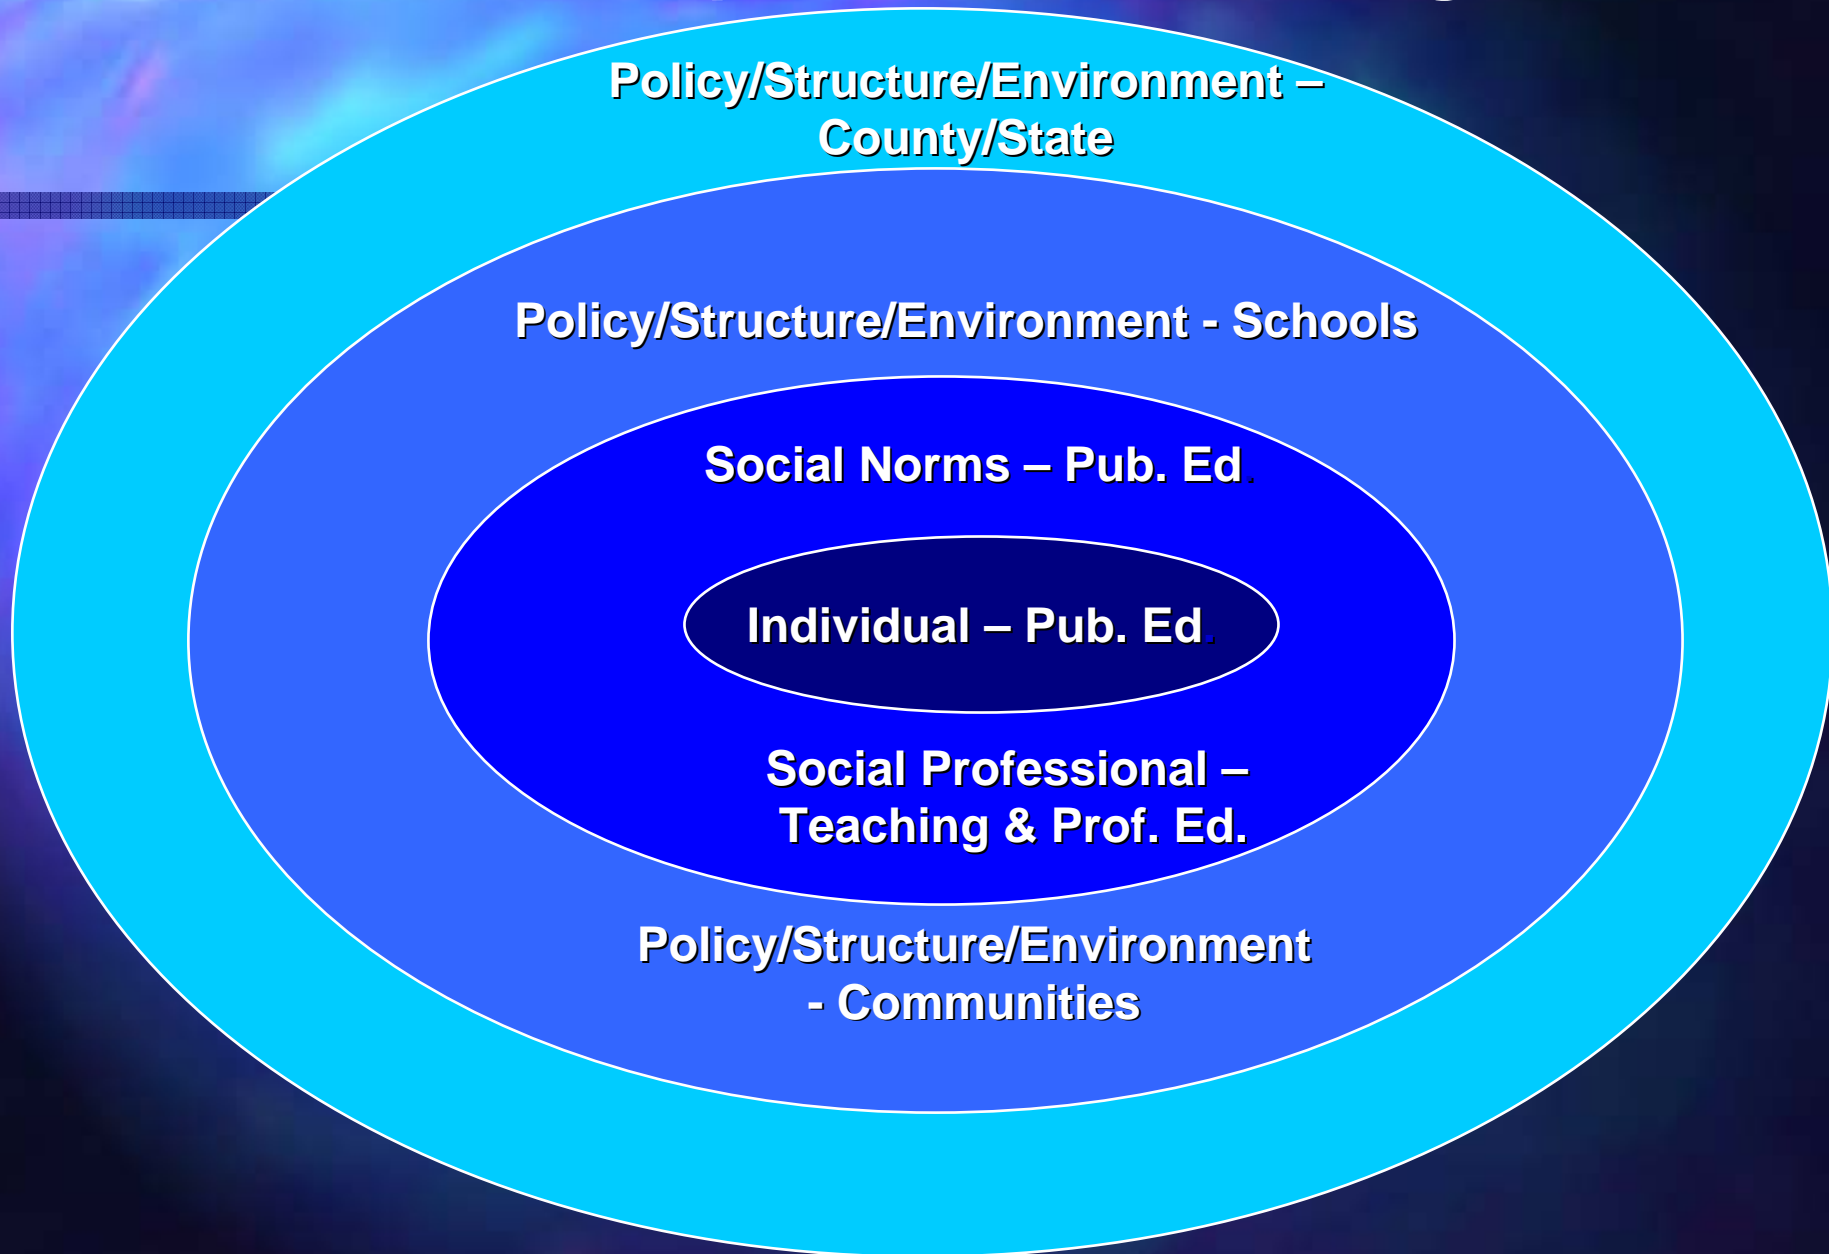 Policy/Structure/Environment –
County/State
Policy/Structure/Environment - Schools
Social Norms – Pub. Ed.
Individual – Pub. Ed.
Social Professional –
Teaching & Prof. Ed.
Policy/Structure/Environment
- Communities